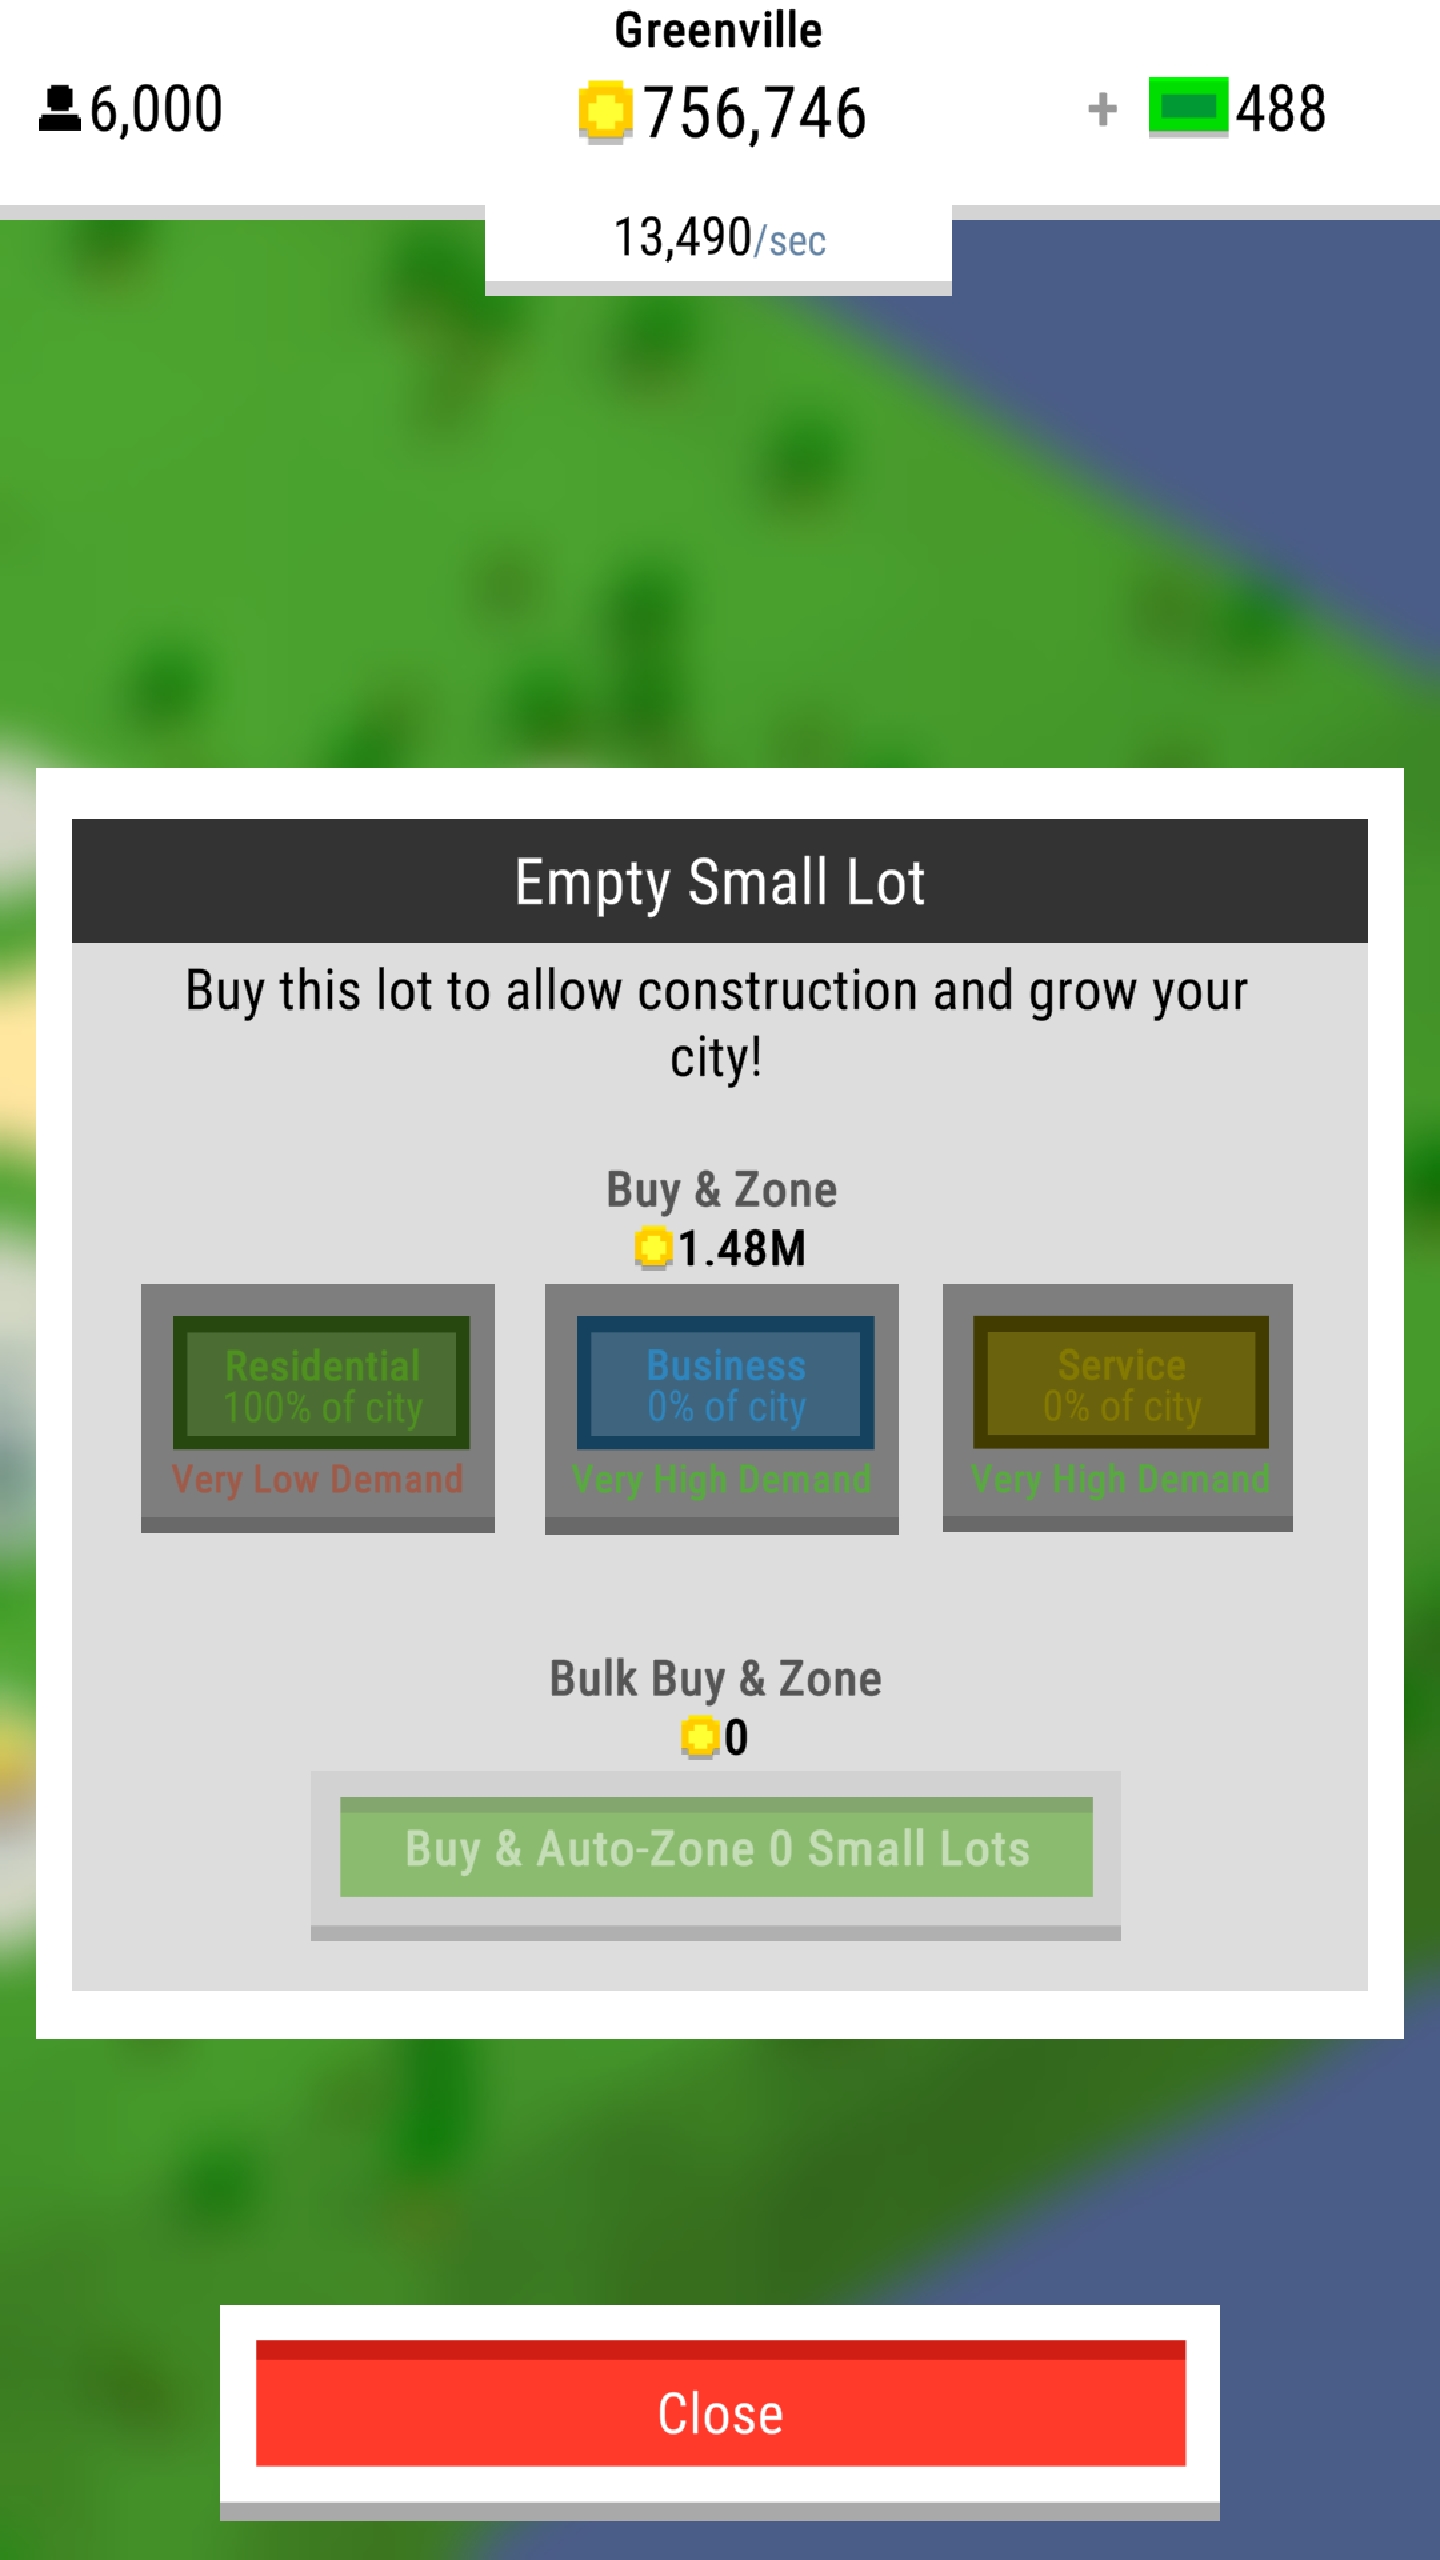 Greenville
6,000
756,746
+ 488
13,490/sec
Empty Small Lot
Buy this lot to allow construction and grow your
city!
Buy & Zone
1.48M
Residential
100% of city
Very Low Demand
Business
0% of city
Very High Demand
Service
0% of city
Very High Demand
Bulk Buy & Zone
0
Buy & Auto-Zone 0 Small Lots
Close